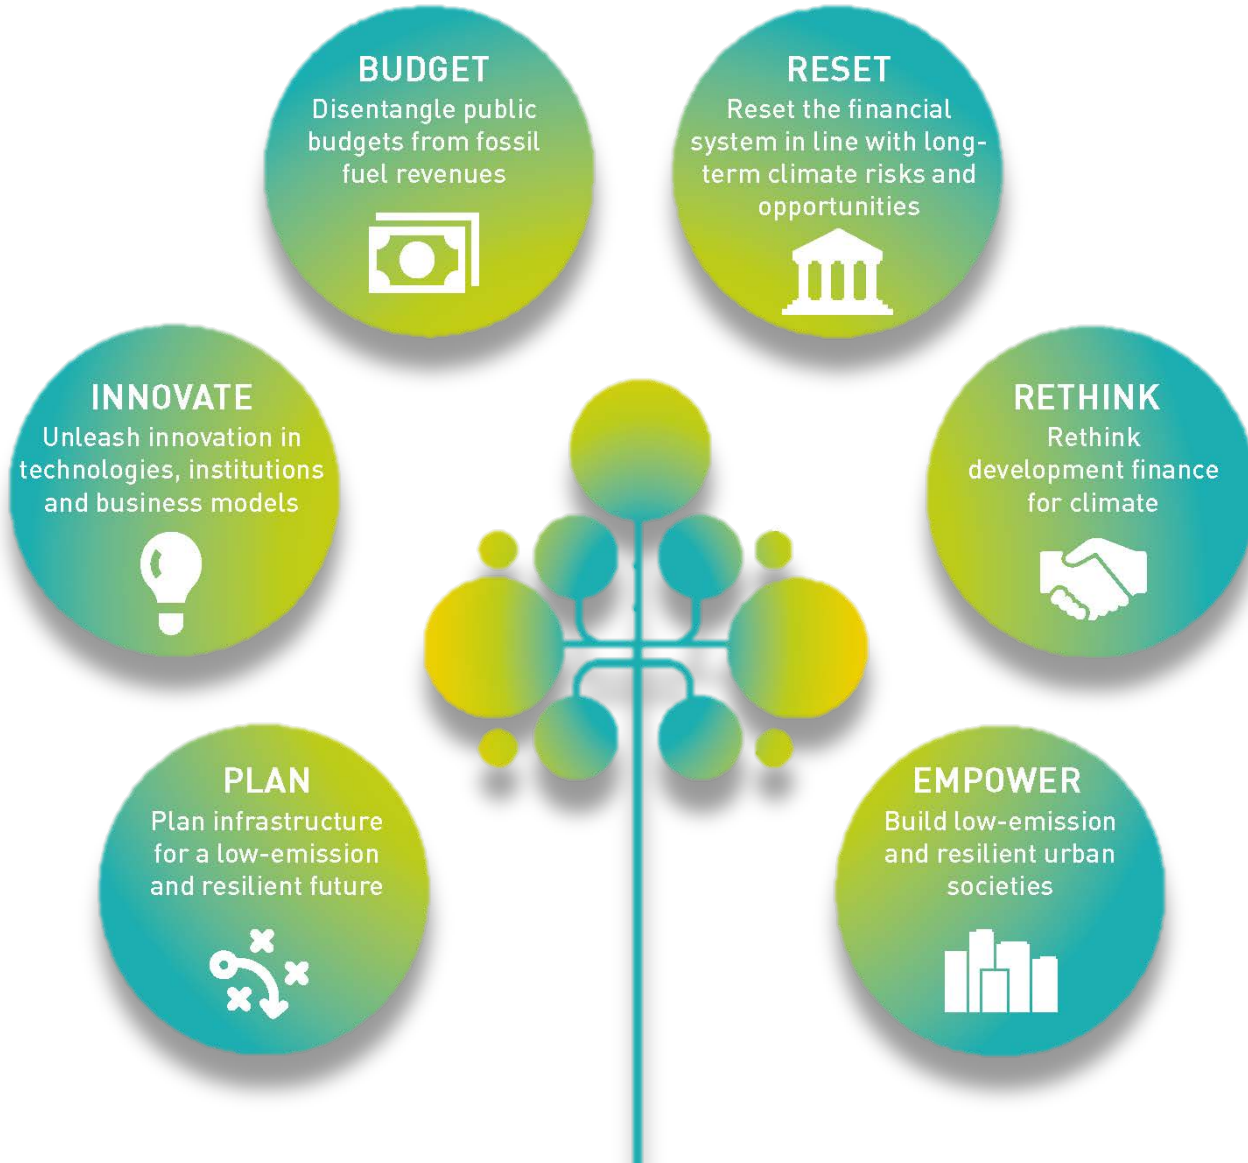 BUDGET
Disentangle public
budgets from fossil
fuel revenues
RESET
Reset the financial
system in line with long-
term climate risks and
opportunities
INNOVATE
Unleash innovation in
technologies, institutions
and business models
RETHINK
Rethink
development finance
for climate
PLAN
Plan infrastructure
for a low-emission
and resilient future
EMPOWER
Build low-emission
and resilient urban
societies